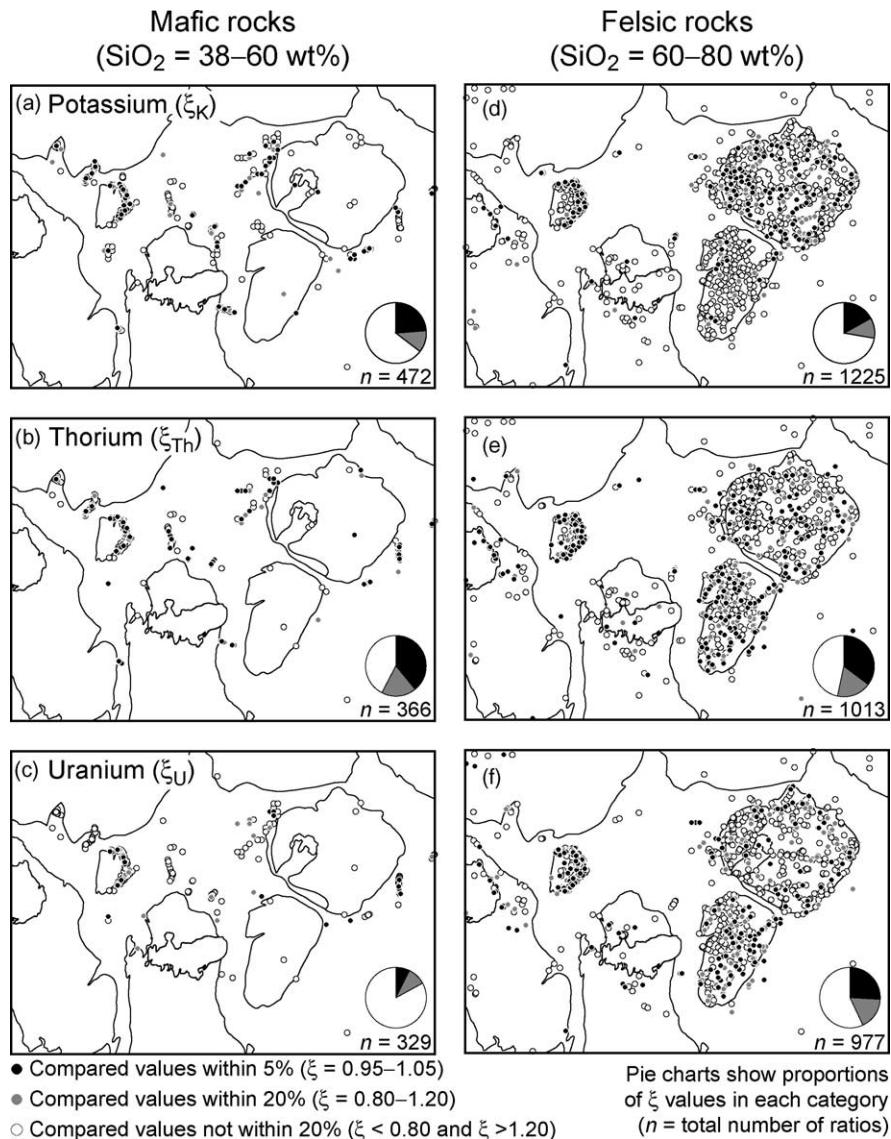 Mafic rocks
(SiO₂ = 38–60 wt%)
Felsic rocks
(SiO₂ = 60–80 wt%)
(a) Potassium (ξK)
n = 472
(d)
n = 1225
(b) Thorium (ξTh)
n = 366
(e)
n = 1013
(c) Uranium (ξU)
n = 329
(f)
n = 977
● Compared values within 5% (ξ = 0.95–1.05)
● Compared values within 20% (ξ = 0.80–1.20)
○ Compared values not within 20% (ξ < 0.80 and ξ >1.20)
Pie charts show proportions
of ξ values in each category
(n = total number of ratios)